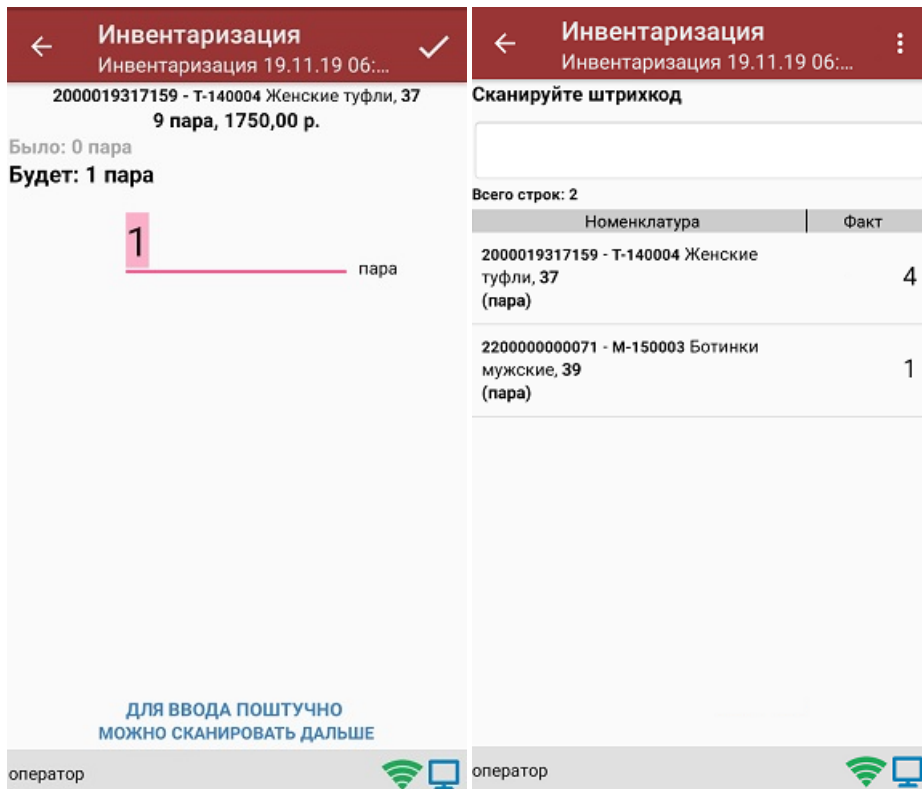 Инвентаризация
Инвентаризация 19.11.19 06:...
2000019317159 - T-140004 Женские туфли, 37
9 пара, 1750,00 р.
Было: 0 пара
Будет: 1 пара
1
пара
ДЛЯ ВВОДА ПОШТУЧНО
МОЖНО СКАНИРОВАТЬ ДАЛЬШЕ
оператор
Инвентаризация
Инвентаризация 19.11.19 06:...
Сканируйте штрихкод
Всего строк: 2
Номенклатура Факт
2000019317159 - T-140004 Женские
туфли, 37
(пара)
4
2200000000071 - M-150003 Ботинки
мужские, 39
(пара)
1
оператор